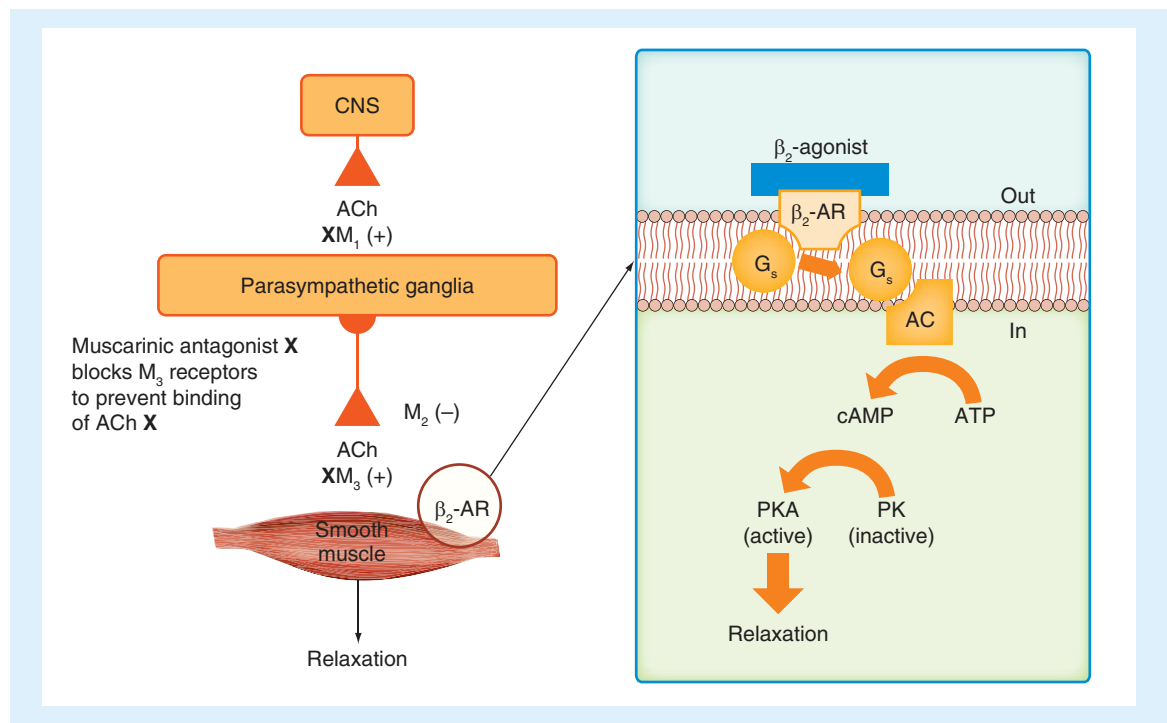 CNS
ACh
XM₁ (+)
Parasympathetic ganglia
Muscarinic antagonist X
blocks M₃ receptors
to prevent binding
of ACh X
M₂ (–)
ACh
XM₃ (+)
β₂-AR
Smooth
muscle
Relaxation
β₂-agonist
β₂-AR
Out
Gₛ
Gₛ
AC
In
cAMP
ATP
PKA
(active)
PK
(inactive)
Relaxation